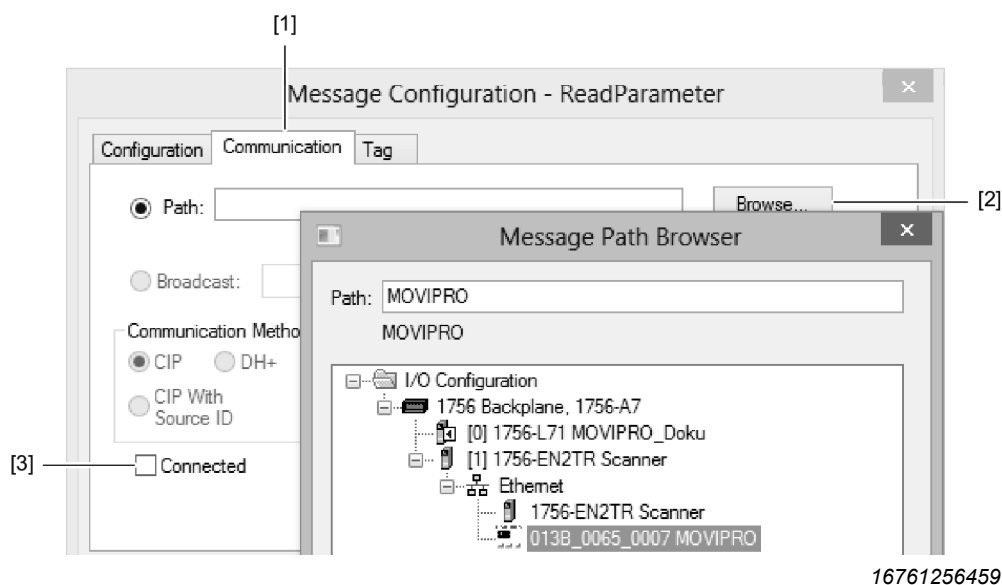 [1]
Message Configuration - ReadParameter
Configuration Communication Tag
Path: Browse... [2]
Message Path Browser
Broadcast:
Path: MOVIPRO
MOVIPRO
Communication Metho
CIP DH+
CIP With
Source ID
[3] Connected
I/O Configuration
1756 Backplane, 1756-A7
[0] 1756-L71 MOVIPRO_Doku
[1] 1756-EN2TR Scanner
Ethernet
1756-EN2TR Scanner
013B_0065_0007 MOVIPRO
16761256459